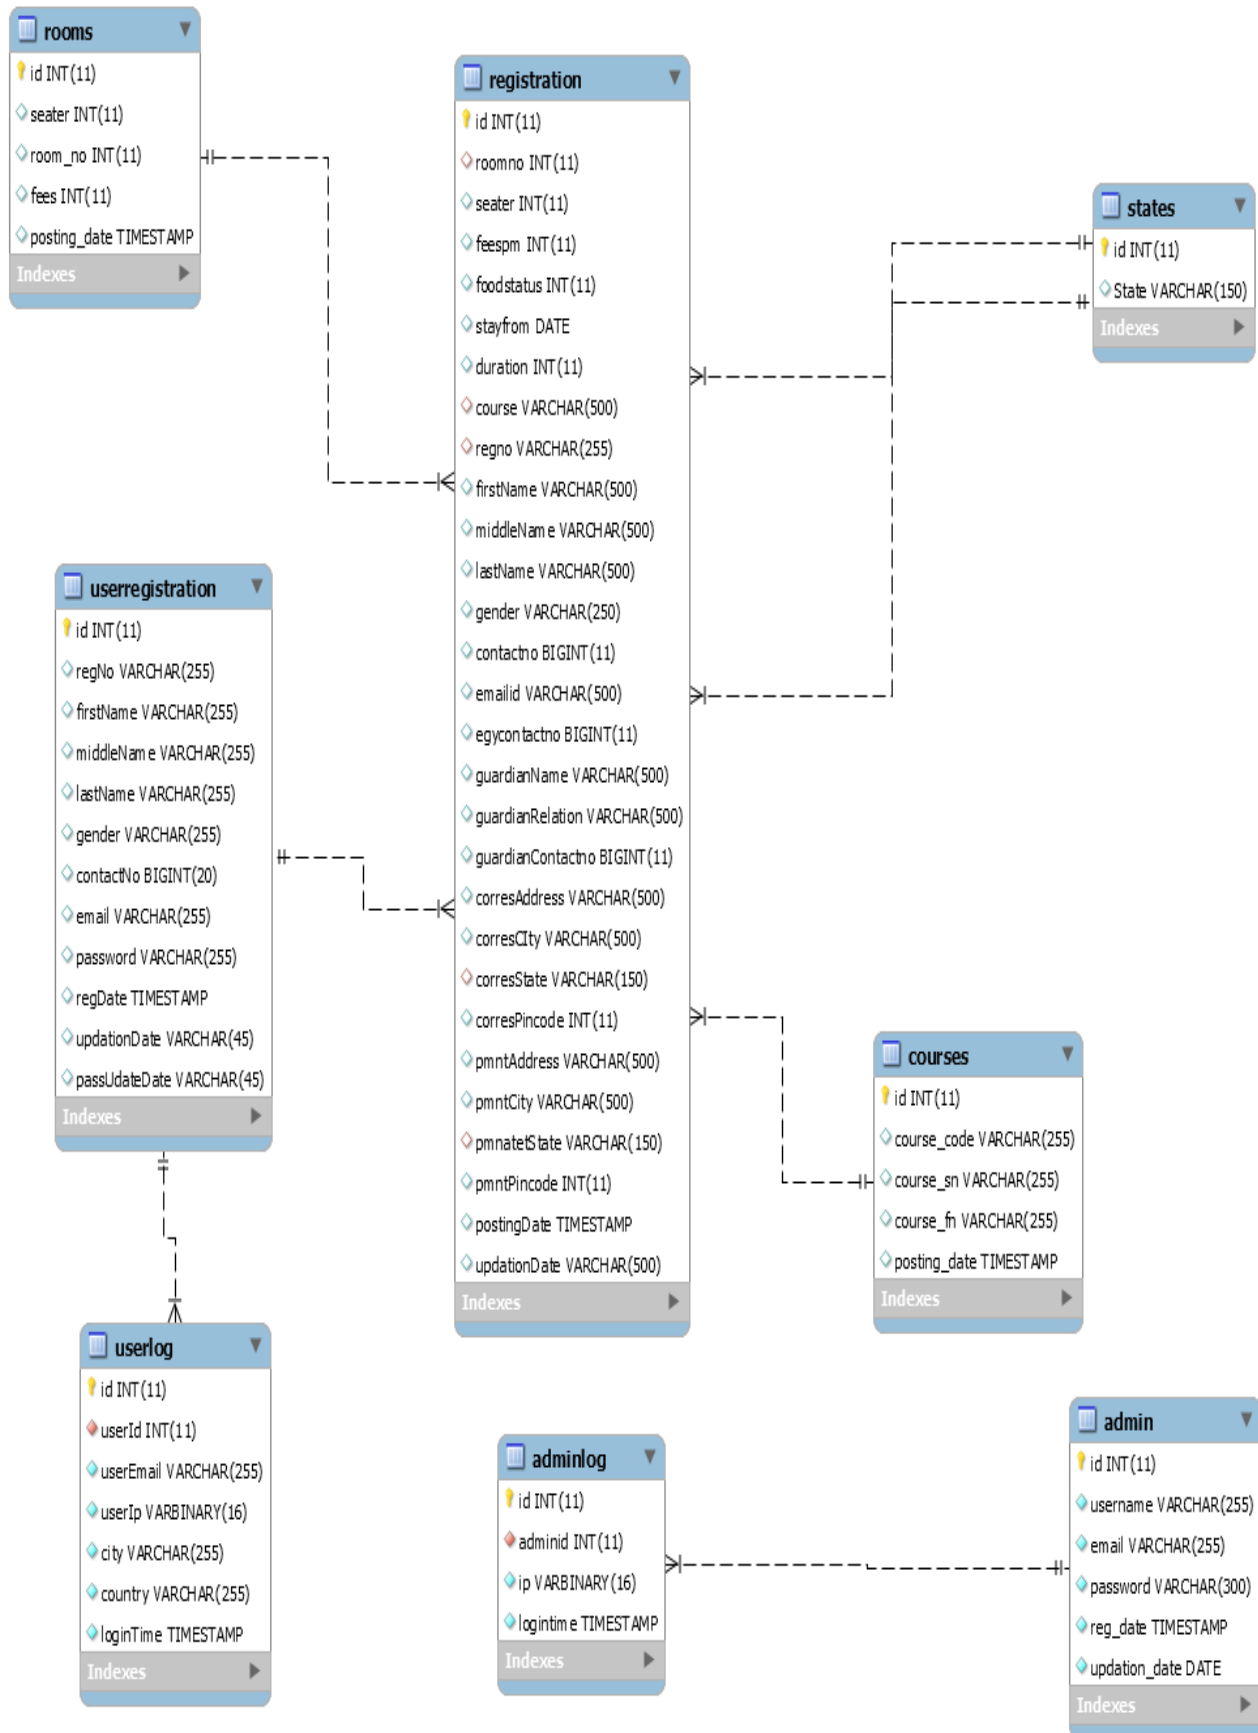 rooms
id INT(11)
seater INT(11)
room_no INT(11)
fees INT(11)
posting_date TIMESTAMP
Indexes
registration
id INT(11)
roomno INT(11)
seater INT(11)
feespm INT(11)
foodstatus INT(11)
stayfrom DATE
duration INT(11)
course VARCHAR(500)
regno VARCHAR(255)
firstName VARCHAR(500)
middleName VARCHAR(500)
lastName VARCHAR(500)
gender VARCHAR(250)
contactno BIGINT(11)
emailid VARCHAR(500)
egycontactno BIGINT(11)
guardianName VARCHAR(500)
guardianRelation VARCHAR(500)
guardianContactno BIGINT(11)
corresAddress VARCHAR(500)
corresCIty VARCHAR(500)
corresState VARCHAR(150)
corresPincode INT(11)
pmntAddress VARCHAR(500)
pmntCity VARCHAR(500)
pmnatetState VARCHAR(150)
pmntPincode INT(11)
postingDate TIMESTAMP
updationDate VARCHAR(500)
Indexes
states
id INT(11)
State VARCHAR(150)
Indexes
userregistration
id INT(11)
regNo VARCHAR(255)
firstName VARCHAR(255)
middleName VARCHAR(255)
lastName VARCHAR(255)
gender VARCHAR(255)
contactNo BIGINT(20)
email VARCHAR(255)
password VARCHAR(255)
regDate TIMESTAMP
updationDate VARCHAR(45)
passUdateDate VARCHAR(45)
Indexes
courses
id INT(11)
course_code VARCHAR(255)
course_sn VARCHAR(255)
course_fn VARCHAR(255)
posting_date TIMESTAMP
Indexes
userlog
id INT(11)
userId INT(11)
userEmail VARCHAR(255)
userIp VARBINARY(16)
city VARCHAR(255)
country VARCHAR(255)
loginTime TIMESTAMP
Indexes
adminlog
id INT(11)
adminid INT(11)
ip VARBINARY(16)
logintime TIMESTAMP
Indexes
admin
id INT(11)
username VARCHAR(255)
email VARCHAR(255)
password VARCHAR(300)
reg_date TIMESTAMP
updation_date DATE
Indexes